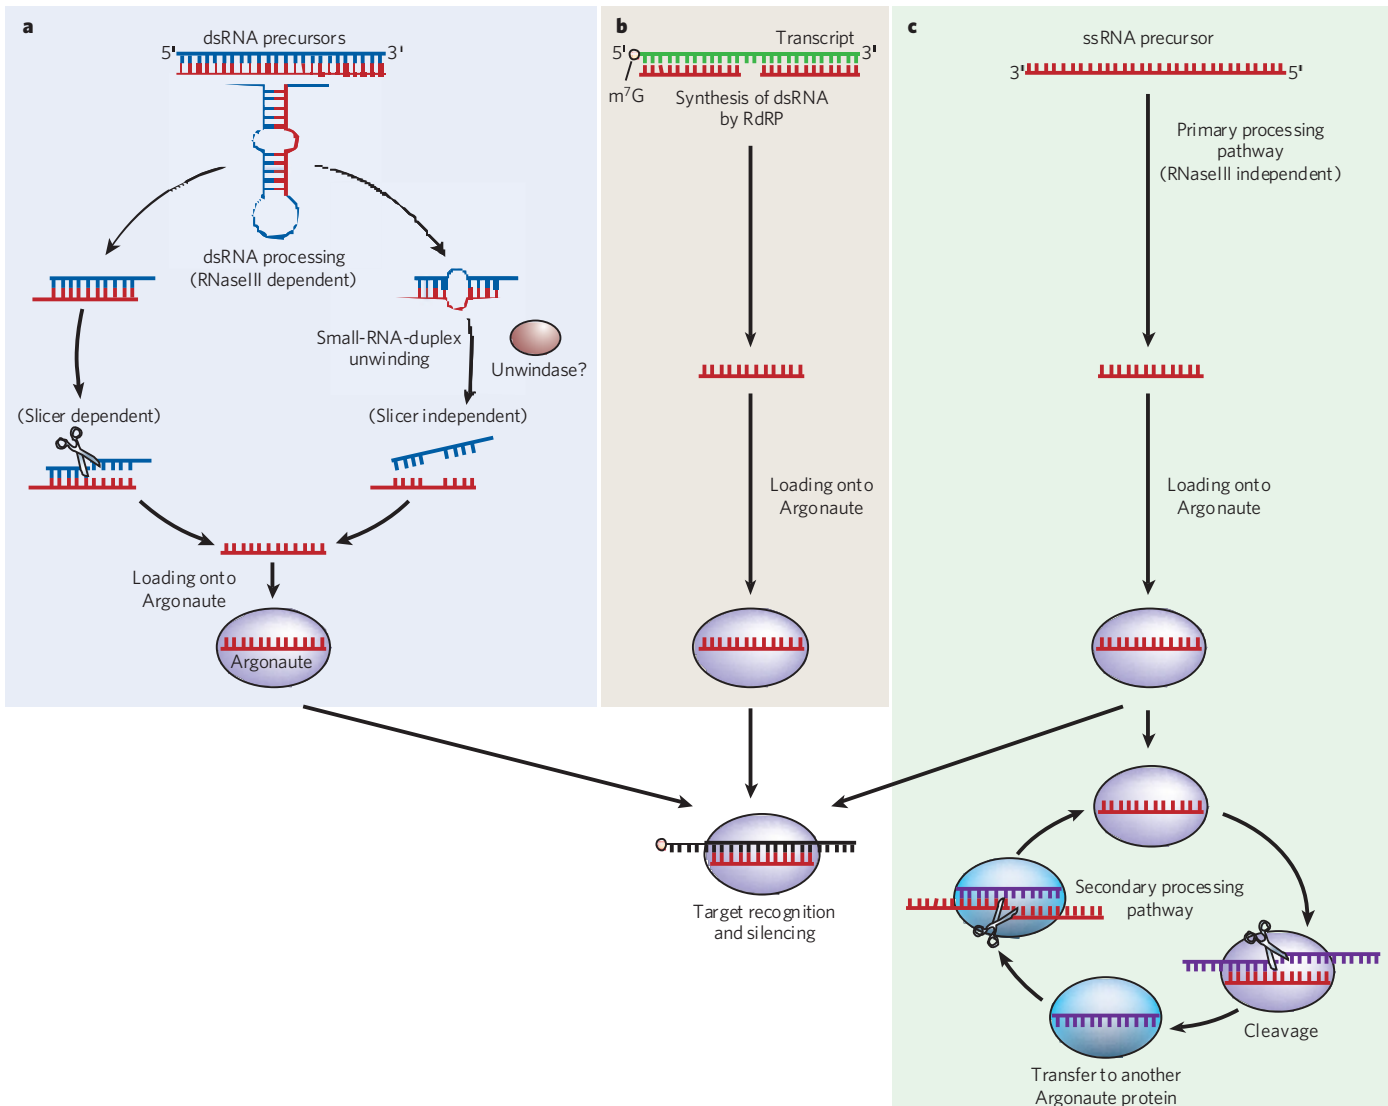 a
dsRNA precursors
5' 3'
dsRNA processing
(RNaseIII dependent)
Small-RNA-duplex
unwinding
Unwindase?
(Slicer dependent)
(Slicer independent)
Loading onto
Argonaute
Argonaute
b
Transcript
5' 3'
m⁷G
Synthesis of dsRNA
by RdRP
Loading onto
Argonaute
Target recognition
and silencing
c
ssRNA precursor
3' 5'
Primary processing
pathway
(RNaseIII independent)
Loading onto
Argonaute
Secondary processing
pathway
Cleavage
Transfer to another
Argonaute protein